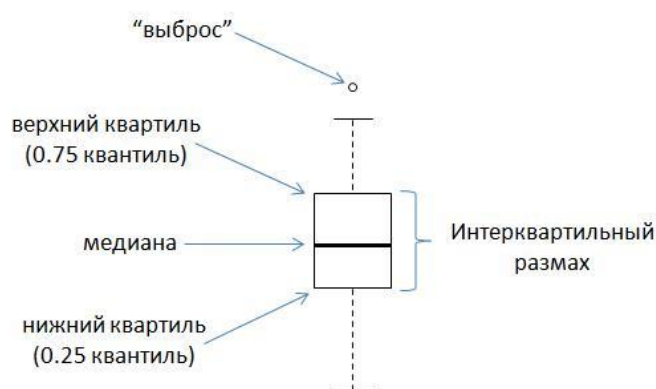 “выброс”
верхний квартиль
(0.75 квантиль)
медиана
Интерквартильный
размах
нижний квартиль
(0.25 квантиль)